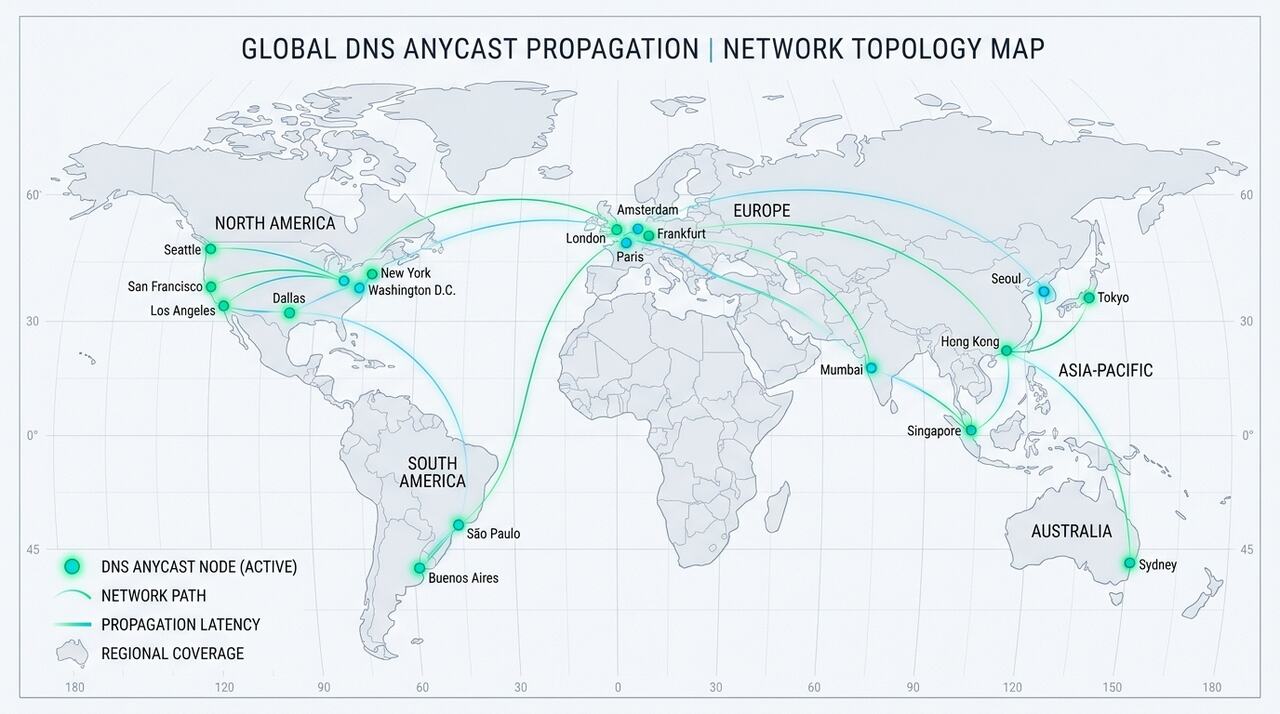 GLOBAL DNS ANYCAST PROPAGATION | NETWORK TOPOLOGY MAP
60°
60
NORTH AMERICA
EUROPE
Amsterdam
London
Frankfurt
Paris
Seattle
New York
San Francisco
Washington D.C.
Dallas
Los Angeles
Seoul
Tokyo
30
30
Hong Kong
Mumbai
ASIA-PACIFIC
Singapore
0°
0°
SOUTH
AMERICA
São Paulo
Buenos Aires
AUSTRALIA
Sydney
45
45
DNS ANYCAST NODE (ACTIVE)
NETWORK PATH
PROPAGATION LATENCY
REGIONAL COVERAGE
180 120 90 60 30 0 30 60 90 120 150 180